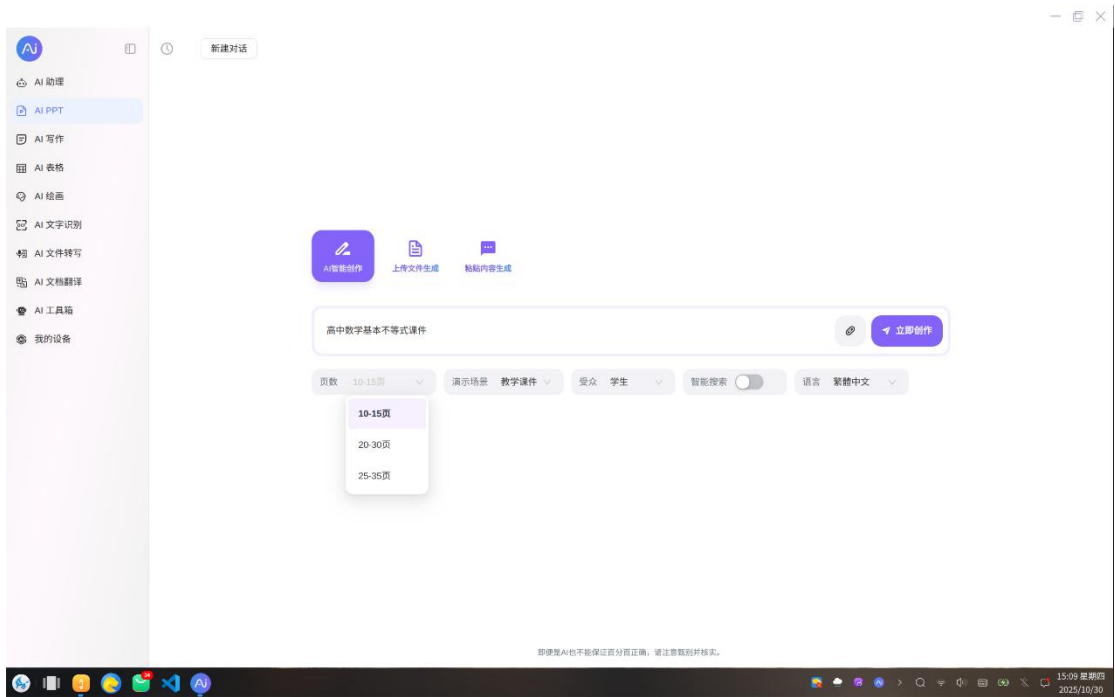 Ai
新建对话
AI 助理
AI PPT
AI 写作
AI 表格
AI 绘画
AI 文字识别
AI 文件转写
AI 文档翻译
AI 工具箱
我的设备
AI智能创作
上传文件生成
粘贴内容生成
高中数学基本不等式课件
立即创作
页数 10-15页
演示场景 教学课件
受众 学生
智能搜索
语言 繁體中文
10-15页
20-30页
25-35页
即便是AI也不能保证百分百正确，请注意甄别并核实。
15:09 星期四
2025/10/30